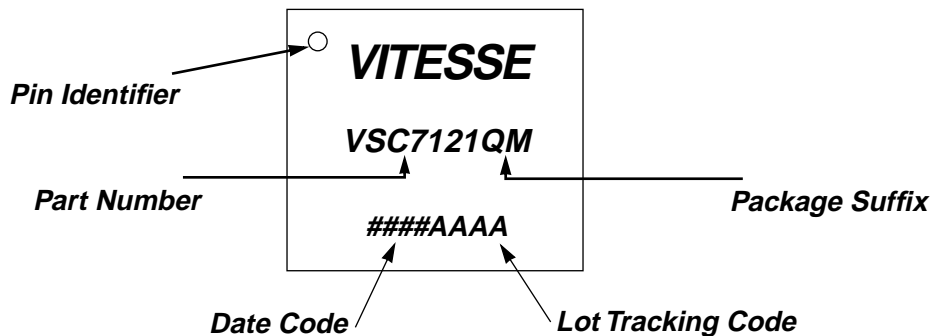 VITESSE
Pin Identifier
VSC7121QM
Part Number
Package Suffix
####AAAA
Date Code
Lot Tracking Code